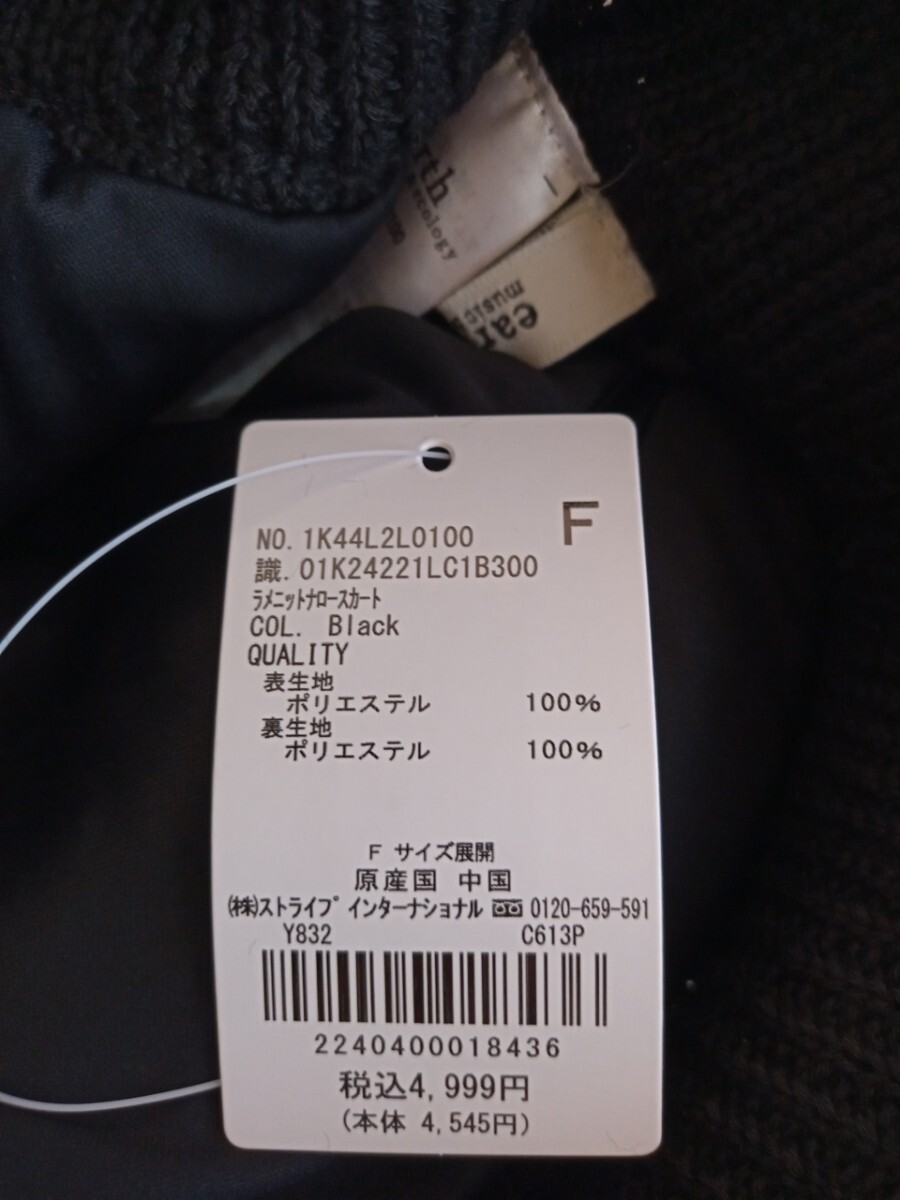 rth
ecology
ear
music
F
NO. 1K44L2L0100
識. 01K24221LC1B300
ﾗﾒﾆｯﾄﾅﾛｰｽｶｰﾄ
COL. Black
QUALITY
表生地
ポリエステル 100%
裏生地
ポリエステル 100%
F サイズ展開
原産国 中国
㈱ストライプ インターナショナル 0120-659-591
Y832 C613P
2240400018436
税込4,999円
(本体 4,545円)